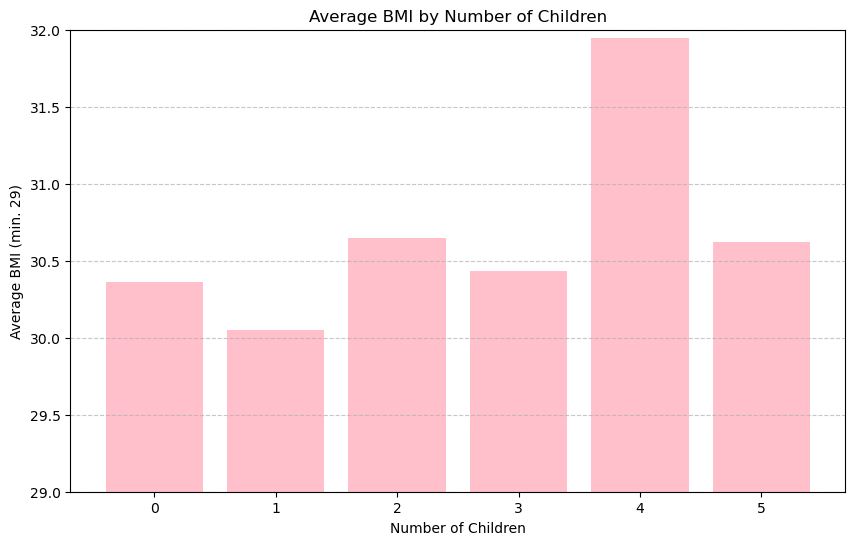 Average BMI by Number of Children
32.0
31.5
31.0
30.5
30.0
29.5
29.0
Average BMI (min. 29)
0 1 2 3 4 5
Number of Children